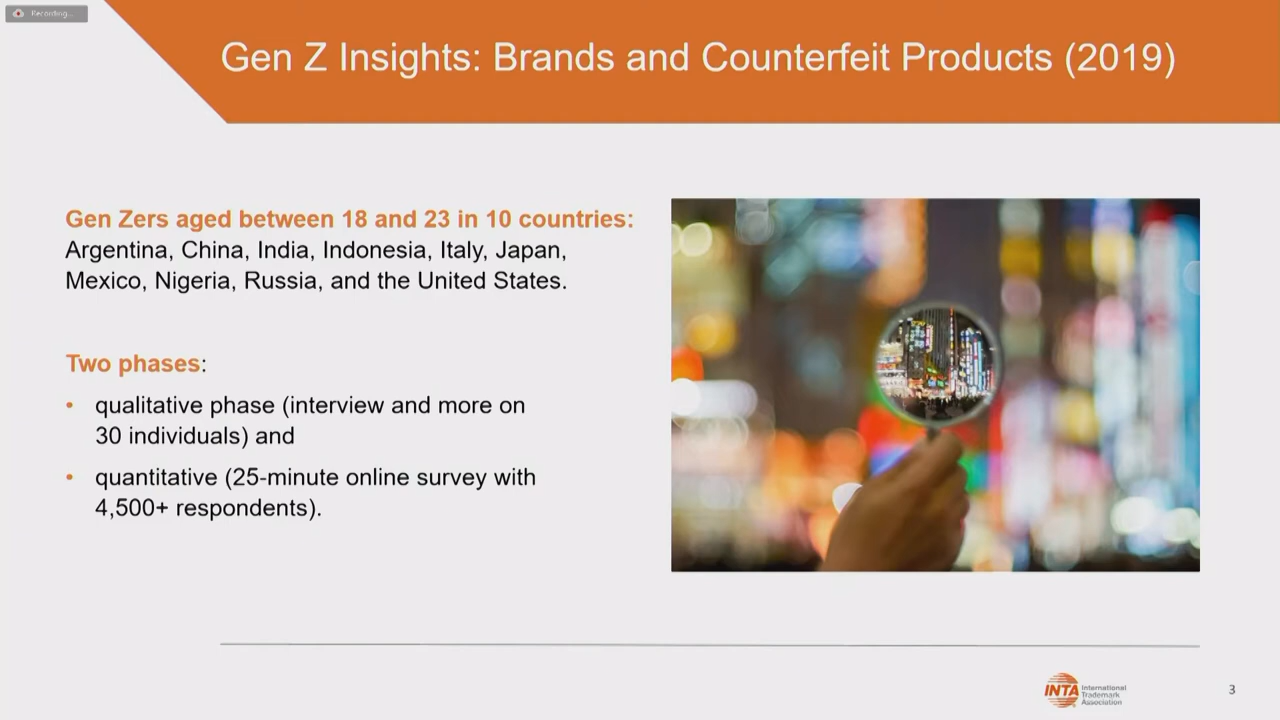 Recording...
Gen Z Insights: Brands and Counterfeit Products (2019)
Gen Zers aged between 18 and 23 in 10 countries:
Argentina, China, India, Indonesia, Italy, Japan,
Mexico, Nigeria, Russia, and the United States.
Two phases:
• qualitative phase (interview and more on
30 individuals) and
• quantitative (25-minute online survey with
4,500+ respondents).
INTA
International
Trademark
Association
3